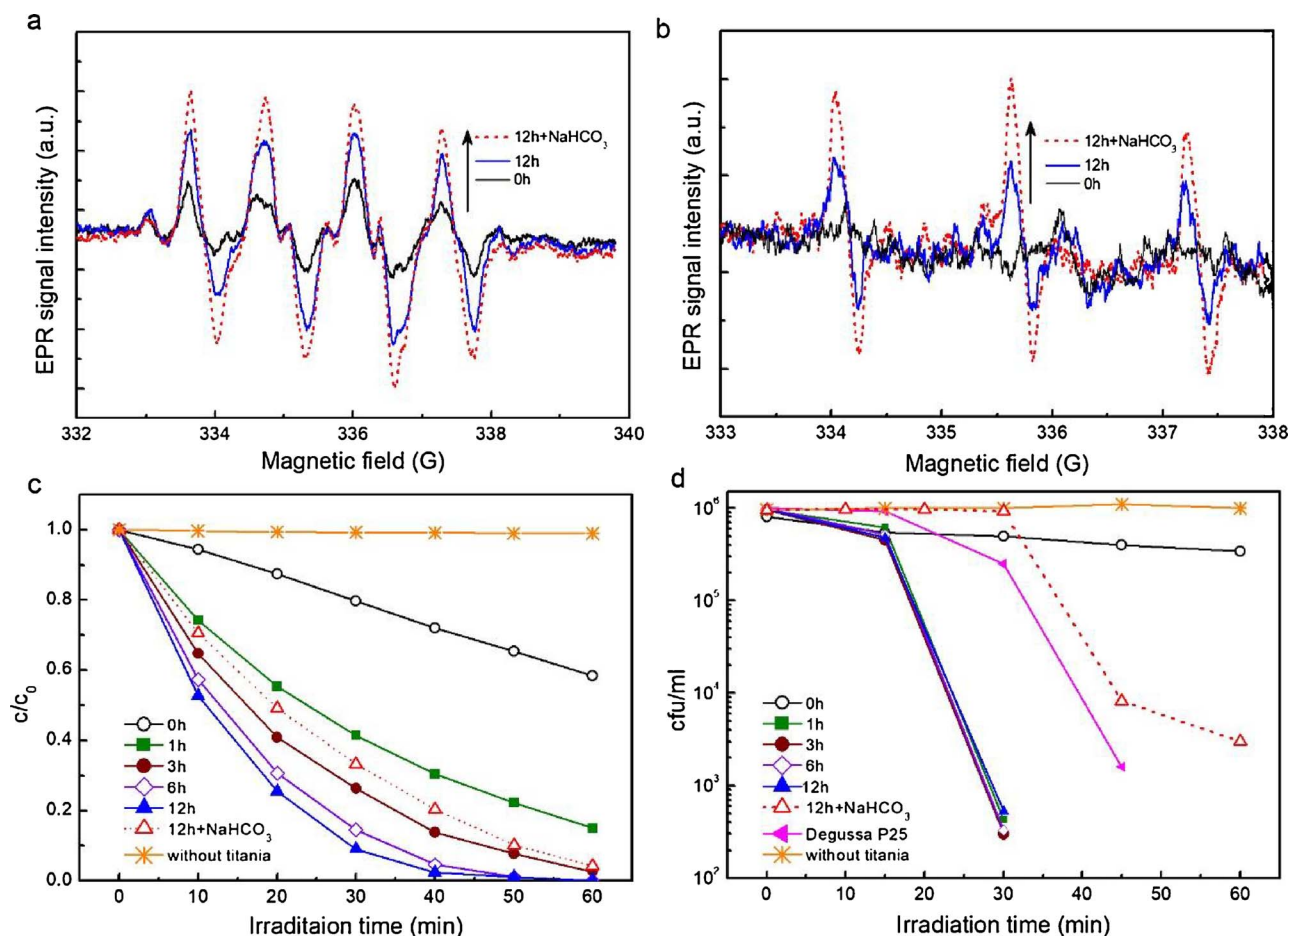 a
EPR signal intensity (a.u.)
12h+NaHCO3
12h
0h
332 334 336 338 340
Magnetic field (G)
b
EPR signal intensity (a.u.)
12h+NaHCO3
12h
0h
333 334 335 336 337 338
Magnetic field (G)
c
c/c0
1.0
0.8
0.6
0.4
0.2
0.0
0h
1h
3h
6h
12h
12h+NaHCO3
without titania
0 10 20 30 40 50 60
Irraditaion time (min)
d
cfu/ml
10^6
10^5
10^4
10^3
10^2
0h
1h
3h
6h
12h
12h+NaHCO3
Degussa P25
without titania
0 10 20 30 40 50 60
Irradiation time (min)